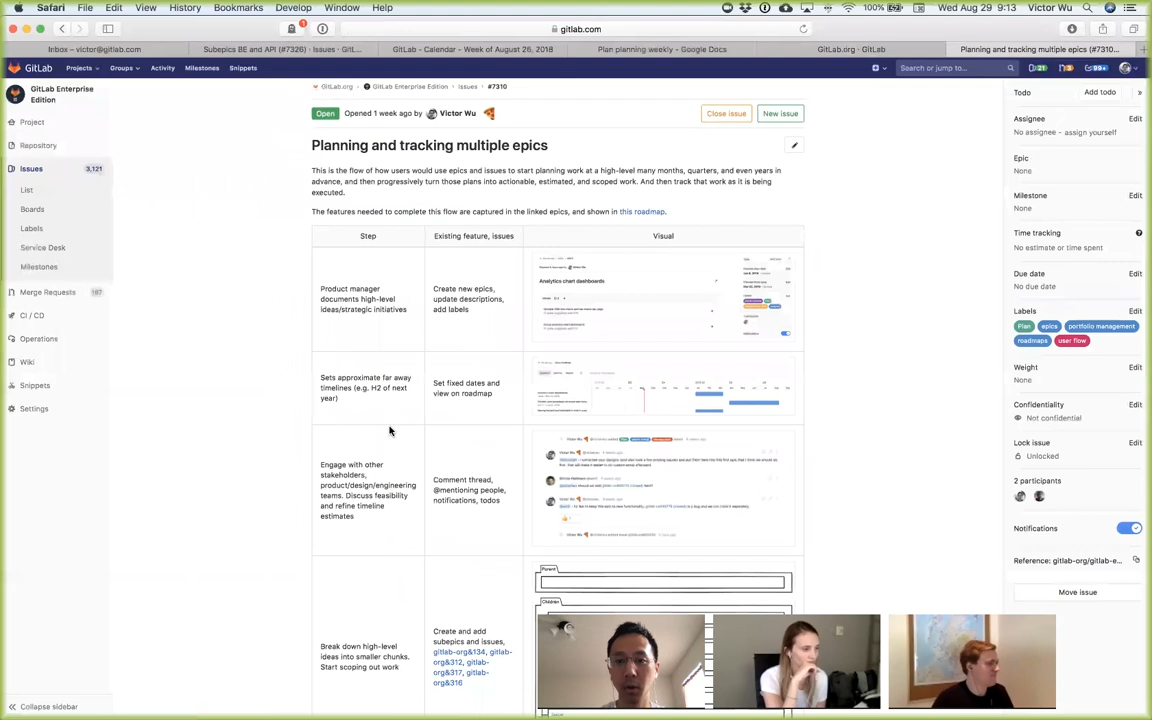 Safari File Edit View History Bookmarks Develop Window Help 100% Wed Aug 29 9:13 Victor Wu
gitlab.com
Inbox – victor@gitlab.com
Subepics BE and API (#7326) · Issues · GitL...
GitLab - Calendar - Week of August 26, 2018
Plan planning weekly - Google Docs
GitLab.org · GitLab
Planning and tracking multiple epics (#7310...
GitLab Projects Groups Activity Milestones Snippets Search or jump to... 21 3 99+
GitLab Enterprise
Edition
Project
Repository
Issues 3,121
List
Boards
Labels
Service Desk
Milestones
Merge Requests 167
CI / CD
Operations
Wiki
Snippets
Settings
Collapse sidebar
GitLab.org › GitLab Enterprise Edition › Issues › #7310
Open Opened 1 week ago by Victor Wu
Close issue New issue
Planning and tracking multiple epics
This is the flow of how users would use epics and issues to start planning work at a high-level many months, quarters, and even years in
advance, and then progressively turn those plans into actionable, estimated, and scoped work. And then track that work as it is being
executed.
The features needed to complete this flow are captured in the linked epics, and shown in this roadmap.
Step Existing feature, issues Visual
Product manager
documents high-level
ideas/strategic initiatives
Create new epics,
update descriptions,
add labels
Analytics chart dashboards
Sets approximate far away
timelines (e.g. H2 of next
year)
Set fixed dates and
view on roadmap
Engage with other
stakeholders,
product/design/engineering
teams. Discuss feasibility
and refine timeline
estimates
Comment thread,
@mentioning people,
notifications, todos
Break down high-level
ideas into smaller chunks.
Start scoping out work
Create and add
subepics and issues,
gitlab-org&134, gitlab-
org&312, gitlab-
org&317, gitlab-
org&316
Parent
Children
Todo Add todo »
Assignee Edit
No assignee - assign yourself
Epic Edit
None
Milestone Edit
None
Time tracking
No estimate or time spent
Due date Edit
No due date
Labels Edit
Plan epics portfolio management
roadmaps user flow
Weight Edit
None
Confidentiality Edit
Not confidential
Lock issue Edit
Unlocked
2 participants
Notifications
Reference: gitlab-org/gitlab-e...
Move issue